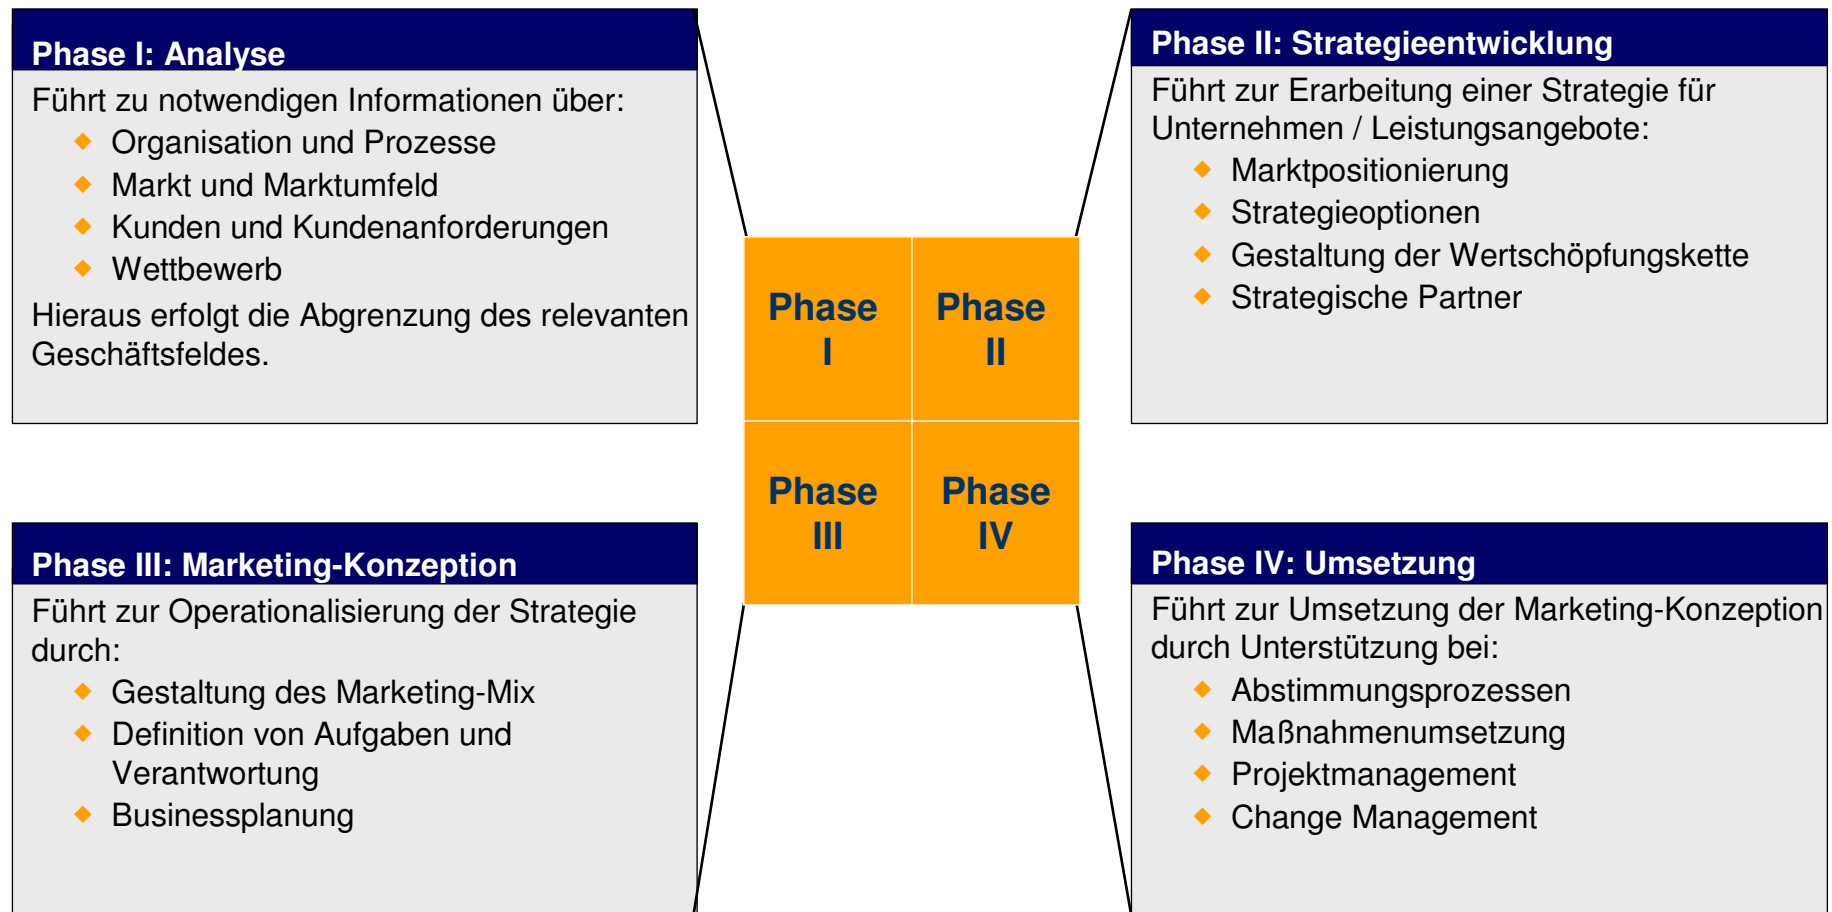 Phase I: Analyse
Führt zu notwendigen Informationen über:
Organisation und Prozesse
Markt und Marktumfeld
Kunden und Kundenanforderungen
Wettbewerb
Hieraus erfolgt die Abgrenzung des relevanten
Geschäftsfeldes.
Phase II: Strategieentwicklung
Führt zur Erarbeitung einer Strategie für
Unternehmen / Leistungsangebote:
Marktpositionierung
Strategieoptionen
Gestaltung der Wertschöpfungskette
Strategische Partner
Phase
I
Phase
II
Phase
III
Phase
IV
Phase III: Marketing-Konzeption
Führt zur Operationalisierung der Strategie
durch:
Gestaltung des Marketing-Mix
Definition von Aufgaben und
Verantwortung
Businessplanung
Phase IV: Umsetzung
Führt zur Umsetzung der Marketing-Konzeption
durch Unterstützung bei:
Abstimmungsprozessen
Maßnahmenumsetzung
Projektmanagement
Change Management